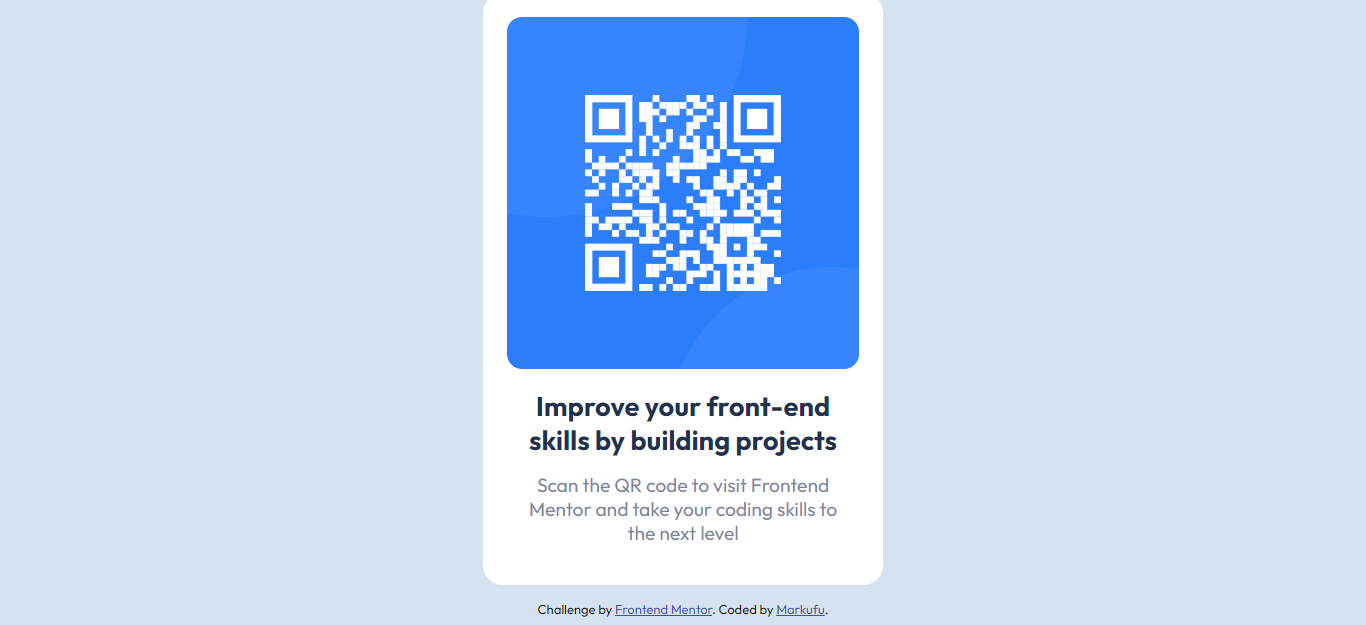 Improve your front-end
skills by building projects
Scan the QR code to visit Frontend
Mentor and take your coding skills to
the next level
Challenge by Frontend Mentor. Coded by Markufu.